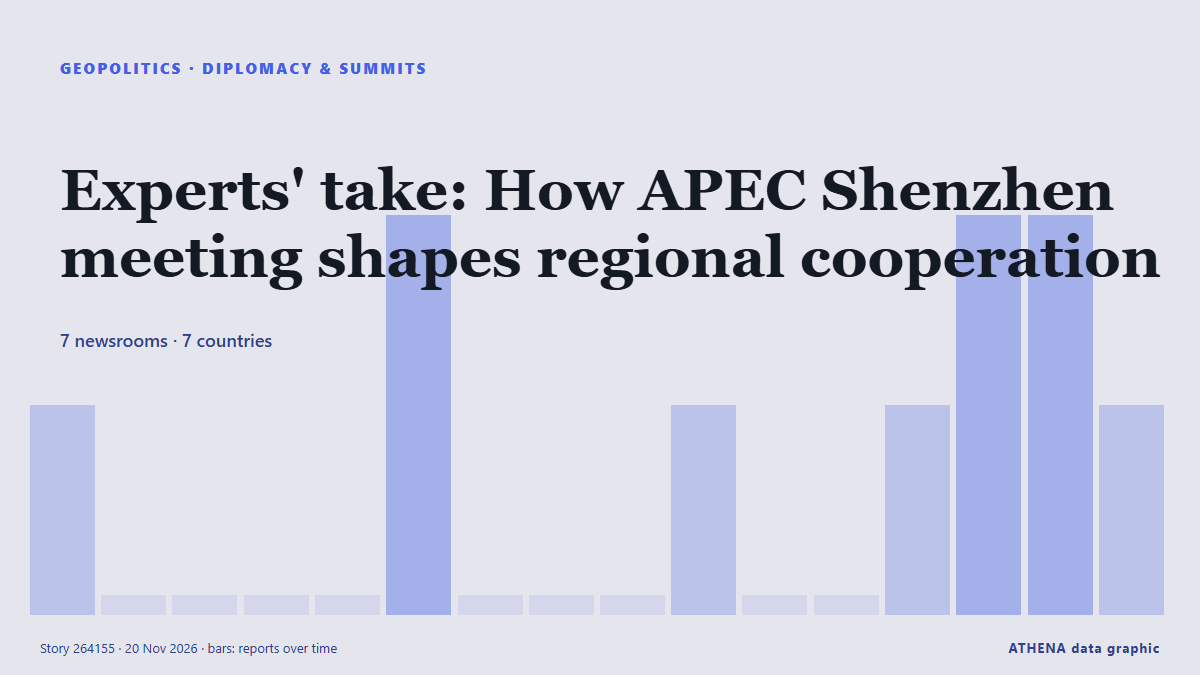 GEOPOLITICS · DIPLOMACY & SUMMITS
Experts' take: How APEC Shenzhen
meeting shapes regional cooperation
7 newsrooms · 7 countries
Story 264155 · 20 Nov 2026 · bars: reports over time
ATHENA data graphic